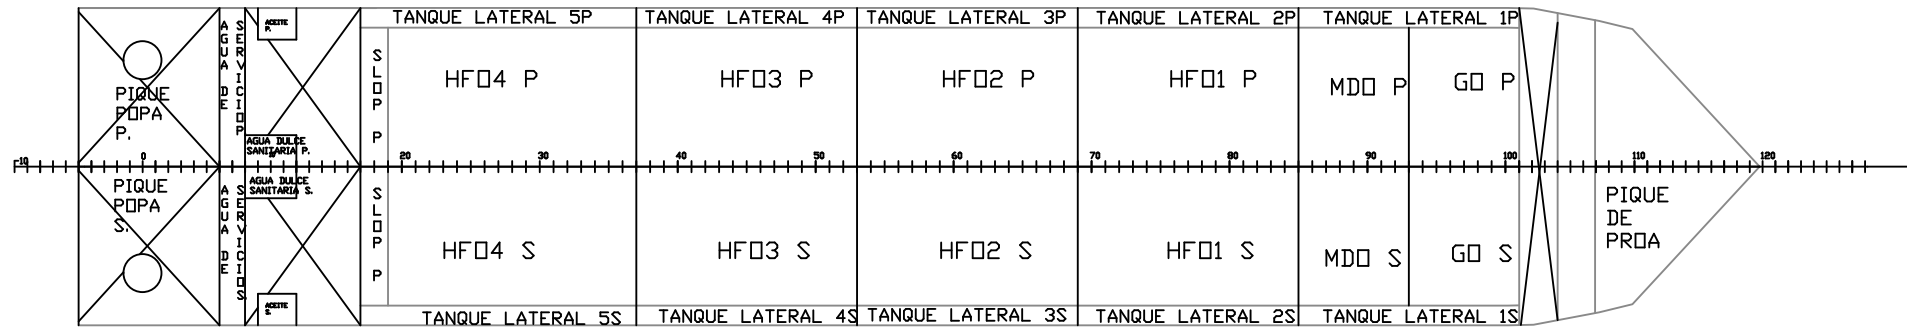 TANQUE LATERAL 5P
TANQUE LATERAL 4P
TANQUE LATERAL 3P
TANQUE LATERAL 2P
TANQUE LATERAL 1P
ACEITE
P.
AGUA DE
SERVICIOP
SLOP P
HFO4 P
HFO3 P
HFO2 P
HFO1 P
MDO P
GO P
PIQUE
POPA
P.
AGUA DULCE
SANITARIA P.
-10
0
20
30
40
50
60
70
80
90
100
110
120
PIQUE
POPA
S.
AGUA DE
SERVICIOS
AGUA DULCE
SANITARIA S.
SLOP P
HFO4 S
HFO3 S
HFO2 S
HFO1 S
MDO S
GO S
PIQUE
DE
PROA
ACEITE
S.
TANQUE LATERAL 5S
TANQUE LATERAL 4S
TANQUE LATERAL 3S
TANQUE LATERAL 2S
TANQUE LATERAL 1S